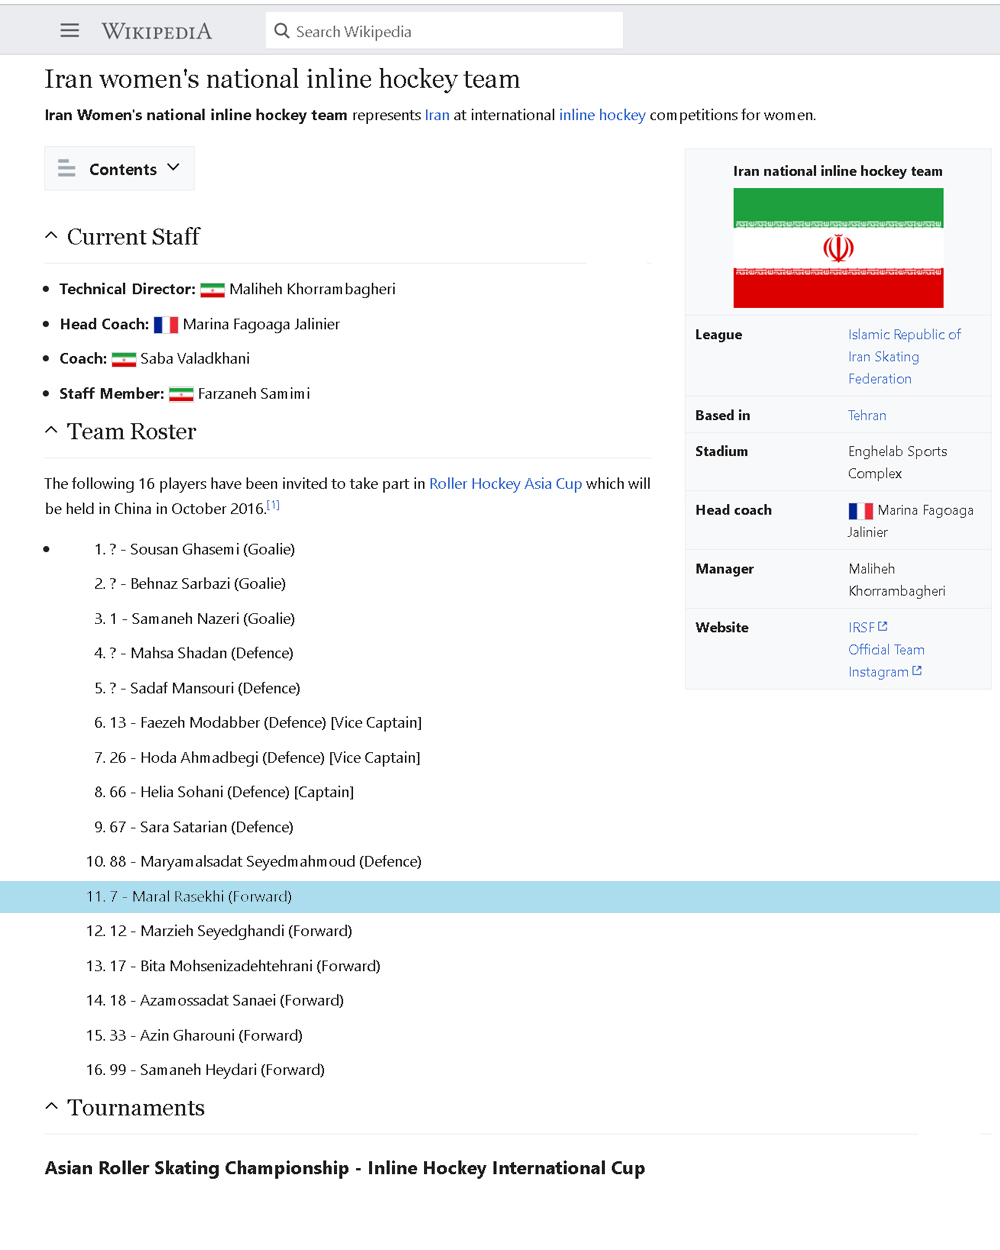 WIKIPEDIA
Search Wikipedia
Iran women's national inline hockey team
Iran Women's national inline hockey team represents Iran at international inline hockey competitions for women.
Contents
Current Staff
• Technical Director: Maliheh Khorrambagheri
• Head Coach: Marina Fagoaga Jalinier
• Coach: Saba Valadkhani
• Staff Member: Farzaneh Samimi
Team Roster
The following 16 players have been invited to take part in Roller Hockey Asia Cup which will
be held in China in October 2016.[1]
• 1. ? - Sousan Ghasemi (Goalie)
2. ? - Behnaz Sarbazi (Goalie)
3. 1 - Samaneh Nazeri (Goalie)
4. ? - Mahsa Shadan (Defence)
5. ? - Sadaf Mansouri (Defence)
6. 13 - Faezeh Modabber (Defence) [Vice Captain]
7. 26 - Hoda Ahmadbegi (Defence) [Vice Captain]
8. 66 - Helia Sohani (Defence) [Captain]
9. 67 - Sara Satarian (Defence)
10. 88 - Maryamalsadat Seyedmahmoud (Defence)
11. 7 - Maral Rasekhi (Forward)
12. 12 - Marzieh Seyedghandi (Forward)
13. 17 - Bita Mohsenizadehtehrani (Forward)
14. 18 - Azamossadat Sanaei (Forward)
15. 33 - Azin Gharouni (Forward)
16. 99 - Samaneh Heydari (Forward)
Tournaments
Asian Roller Skating Championship - Inline Hockey International Cup
Iran national inline hockey team
League Islamic Republic of
Iran Skating
Federation
Based in Tehran
Stadium Enghelab Sports
Complex
Head coach Marina Fagoaga
Jalinier
Manager Maliheh
Khorrambagheri
Website IRSF
Official Team
Instagram